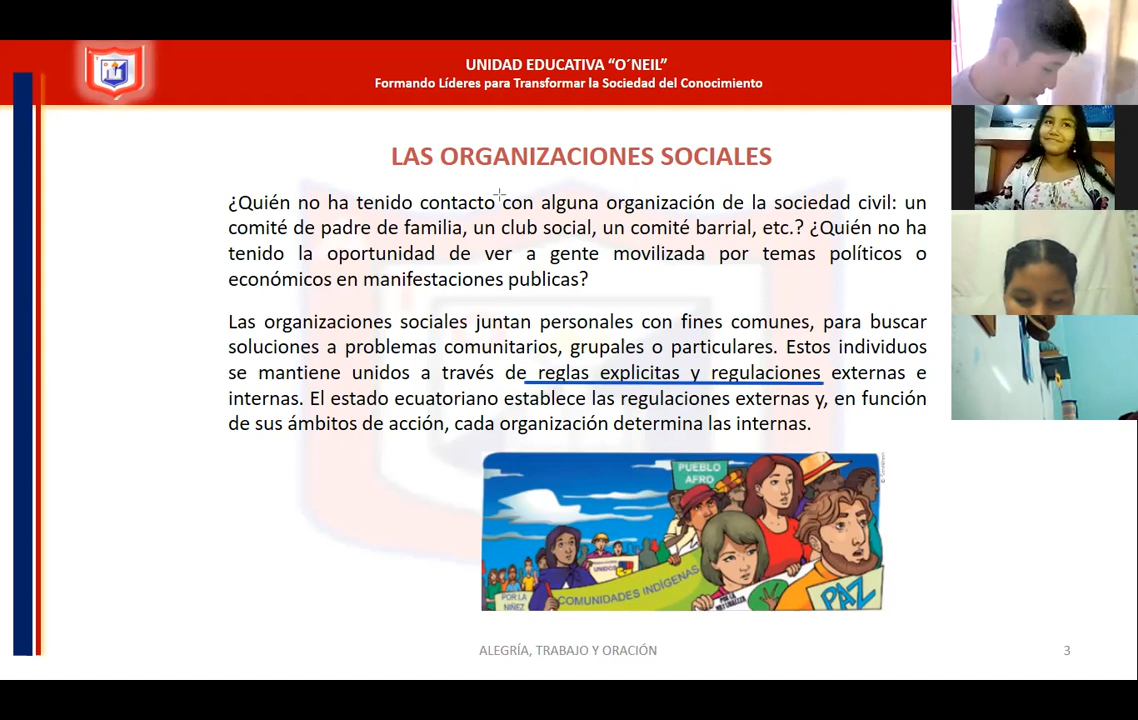 UNIDAD EDUCATIVA “O´NEIL”
Formando Líderes para Transformar la Sociedad del Conocimiento
LAS ORGANIZACIONES SOCIALES
¿Quién no ha tenido contacto con alguna organización de la sociedad civil: un
comité de padre de familia, un club social, un comité barrial, etc.? ¿Quién no ha
tenido la oportunidad de ver a gente movilizada por temas políticos o
económicos en manifestaciones publicas?
Las organizaciones sociales juntan personales con fines comunes, para buscar
soluciones a problemas comunitarios, grupales o particulares. Estos individuos
se mantiene unidos a través de reglas explicitas y regulaciones externas e
internas. El estado ecuatoriano establece las regulaciones externas y, en función
de sus ámbitos de acción, cada organización determina las internas.
PUEBLO
AFRO
UNIDOS
COMUNIDADES INDÍGENAS
POR LA
NIÑEZ
POR LA
NATURALEZA
PAZ
ALEGRÍA, TRABAJO Y ORACIÓN
3